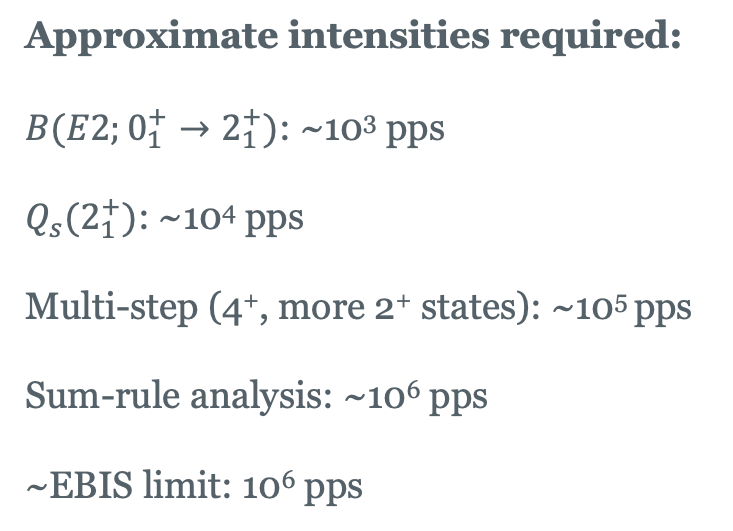 Approximate intensities required:
B(E2; 0₁⁺ → 2₁⁺): ~10³ pps
Qₛ(2₁⁺): ~10⁴ pps
Multi-step (4⁺, more 2⁺ states): ~10⁵ pps
Sum-rule analysis: ~10⁶ pps
~EBIS limit: 10⁶ pps